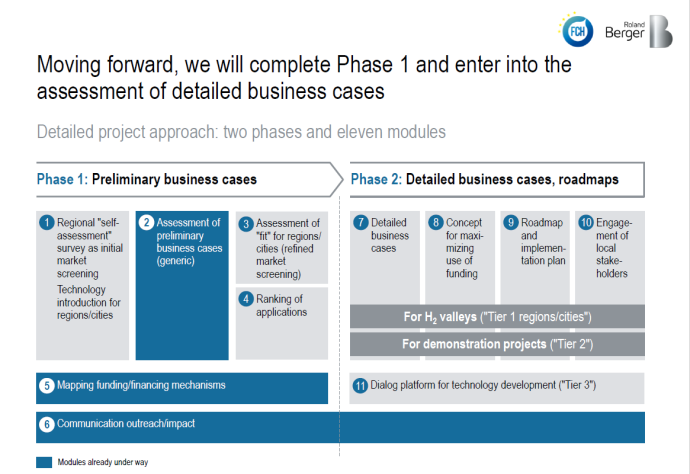 FCH
Roland
Berger
Moving forward, we will complete Phase 1 and enter into the
assessment of detailed business cases
Detailed project approach: two phases and eleven modules
Phase 1: Preliminary business cases
Phase 2: Detailed business cases, roadmaps
1 Regional "self-
assessment"
survey as initial
market
screening
Technology
introduction for
regions/cities
2 Assessment of
preliminary
business cases
(generic)
3 Assessment of
"fit" for regions/
cities (refined
market
screening)
4 Ranking of
applications
7 Detailed
business
cases
8 Concept
for maxi-
mizing
use of
funding
9 Roadmap
and
implemen-
tation plan
10 Engage-
ment of
local
stake-
holders
For H₂ valleys ("Tier 1 regions/cities")
For demonstration projects ("Tier 2")
5 Mapping funding/financing mechanisms
11 Dialog platform for technology development ("Tier 3")
6 Communication outreach/impact
Modules already under way